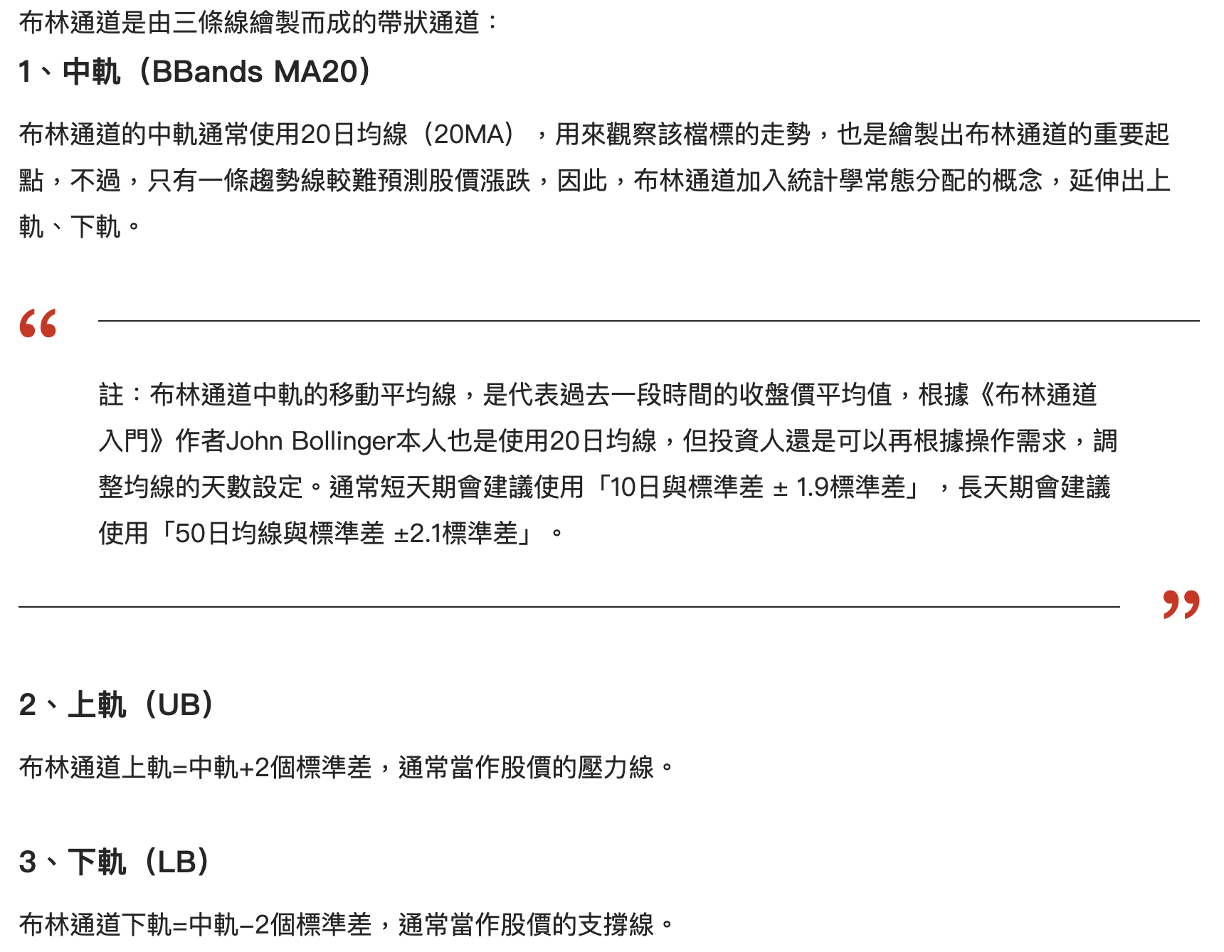 布林通道是由三條線繪製而成的帶狀通道：
1、中軌（BBands MA20）
布林通道的中軌通常使用20日均線（20MA），用來觀察該檔標的走勢，也是繪製出布林通道的重要起
點，不過，只有一條趨勢線較難預測股價漲跌，因此，布林通道加入統計學常態分配的概念，延伸出上
軌、下軌。
“
註：布林通道中軌的移動平均線，是代表過去一段時間的收盤價平均值，根據《布林通道
入門》作者John Bollinger本人也是使用20日均線，但投資人還是可以再根據操作需求，調
整均線的天數設定。通常短天期會建議使用「10日與標準差 ± 1.9標準差」，長天期會建議
使用「50日均線與標準差 ±2.1標準差」。
”
2、上軌（UB）
布林通道上軌=中軌+2個標準差，通常當作股價的壓力線。
3、下軌（LB）
布林通道下軌=中軌–2個標準差，通常當作股價的支撐線。